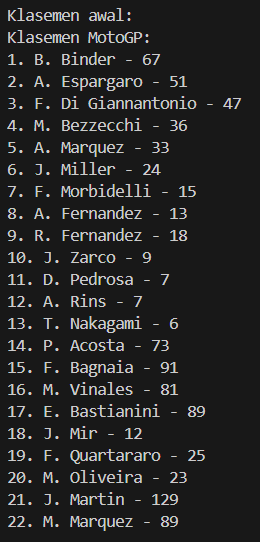 Klasemen awal:
Klasemen MotoGP:
1. B. Binder - 67
2. A. Espargaro - 51
3. F. Di Giannantonio - 47
4. M. Bezzecchi - 36
5. A. Marquez - 33
6. J. Miller - 24
7. F. Morbidelli - 15
8. A. Fernandez - 13
9. R. Fernandez - 18
10. J. Zarco - 9
11. D. Pedrosa - 7
12. A. Rins - 7
13. T. Nakagami - 6
14. P. Acosta - 73
15. F. Bagnaia - 91
16. M. Vinales - 81
17. E. Bastianini - 89
18. J. Mir - 12
19. F. Quartararo - 25
20. M. Oliveira - 23
21. J. Martin - 129
22. M. Marquez - 89